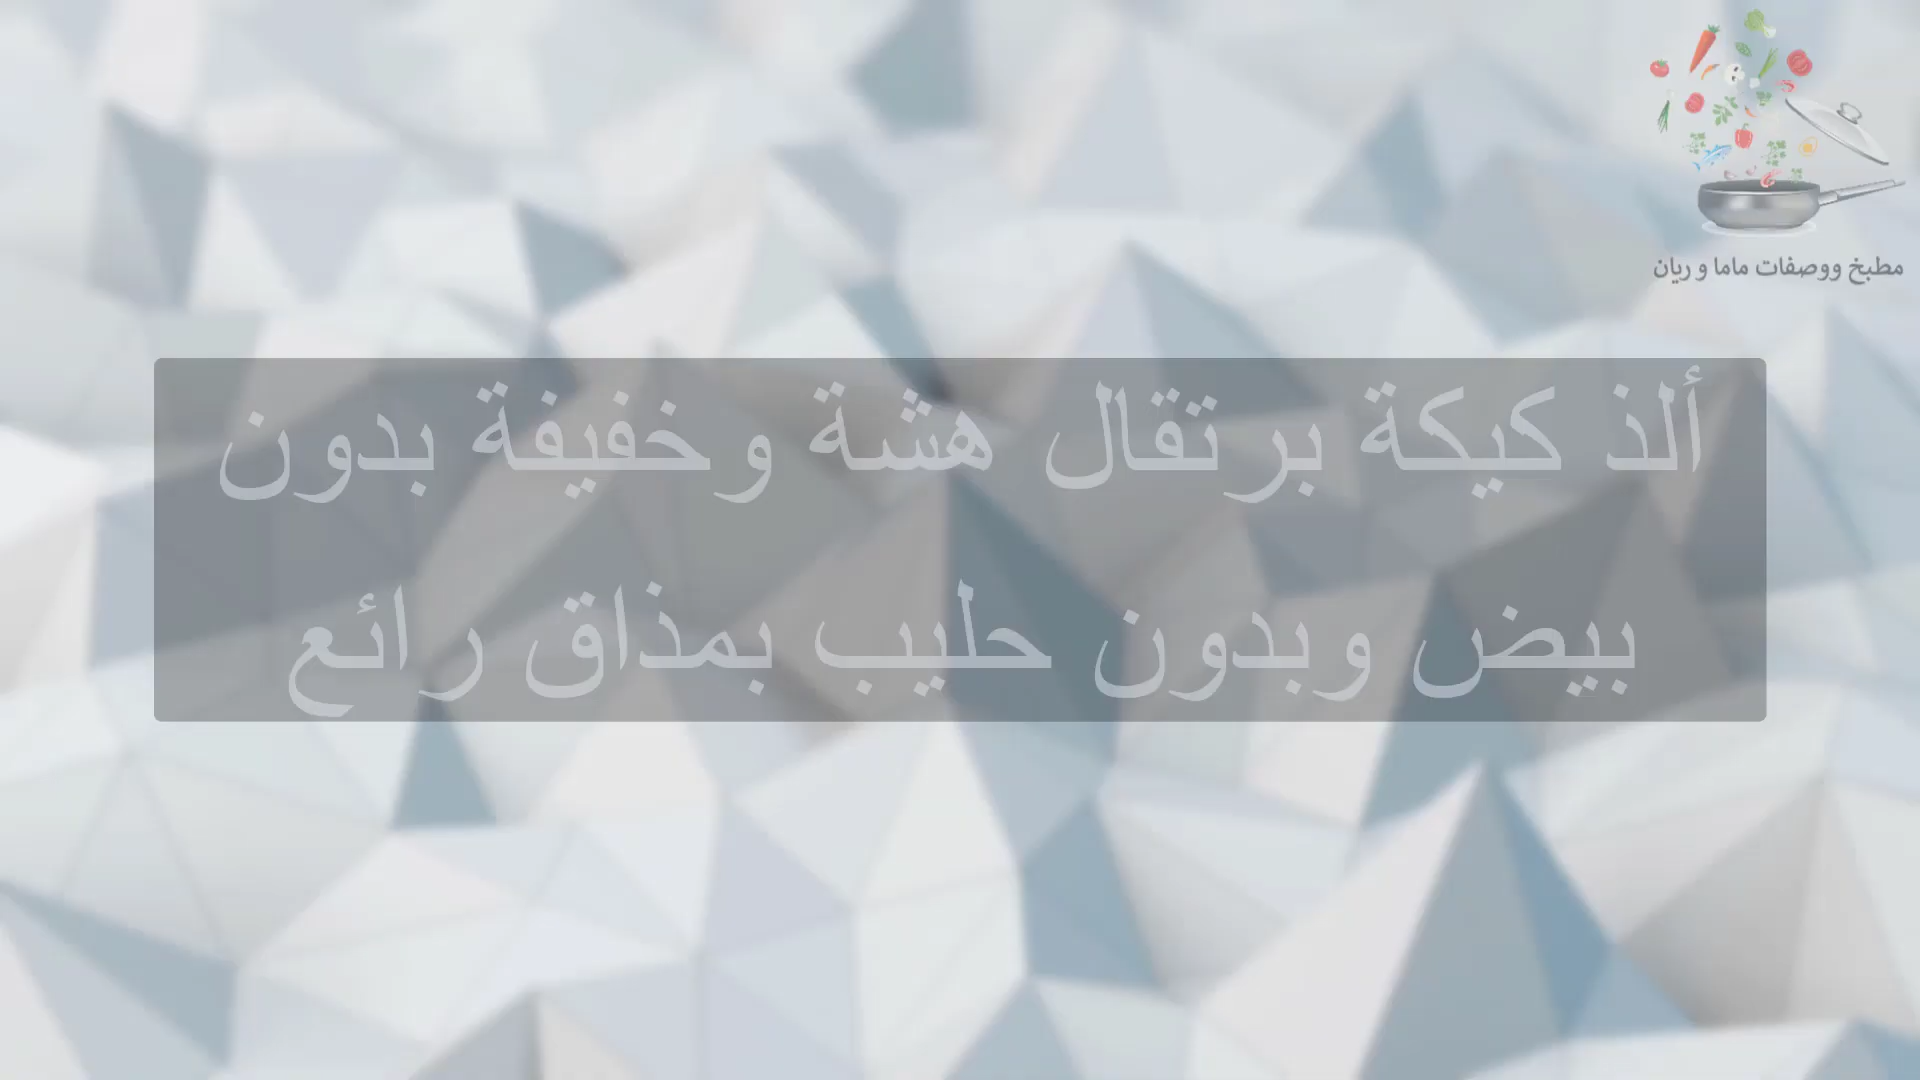 مطبخ ووصفات ماما و ريان
ألذ كيكة برتقال هشة وخفيفة بدون
بيض وبدون حليب بمذاق رائع